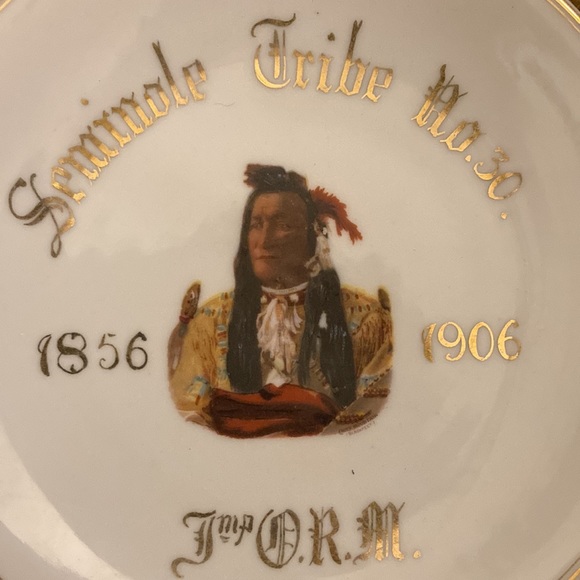 Seminole Tribe No. 30.
1856 1906
Imp O.R.M.